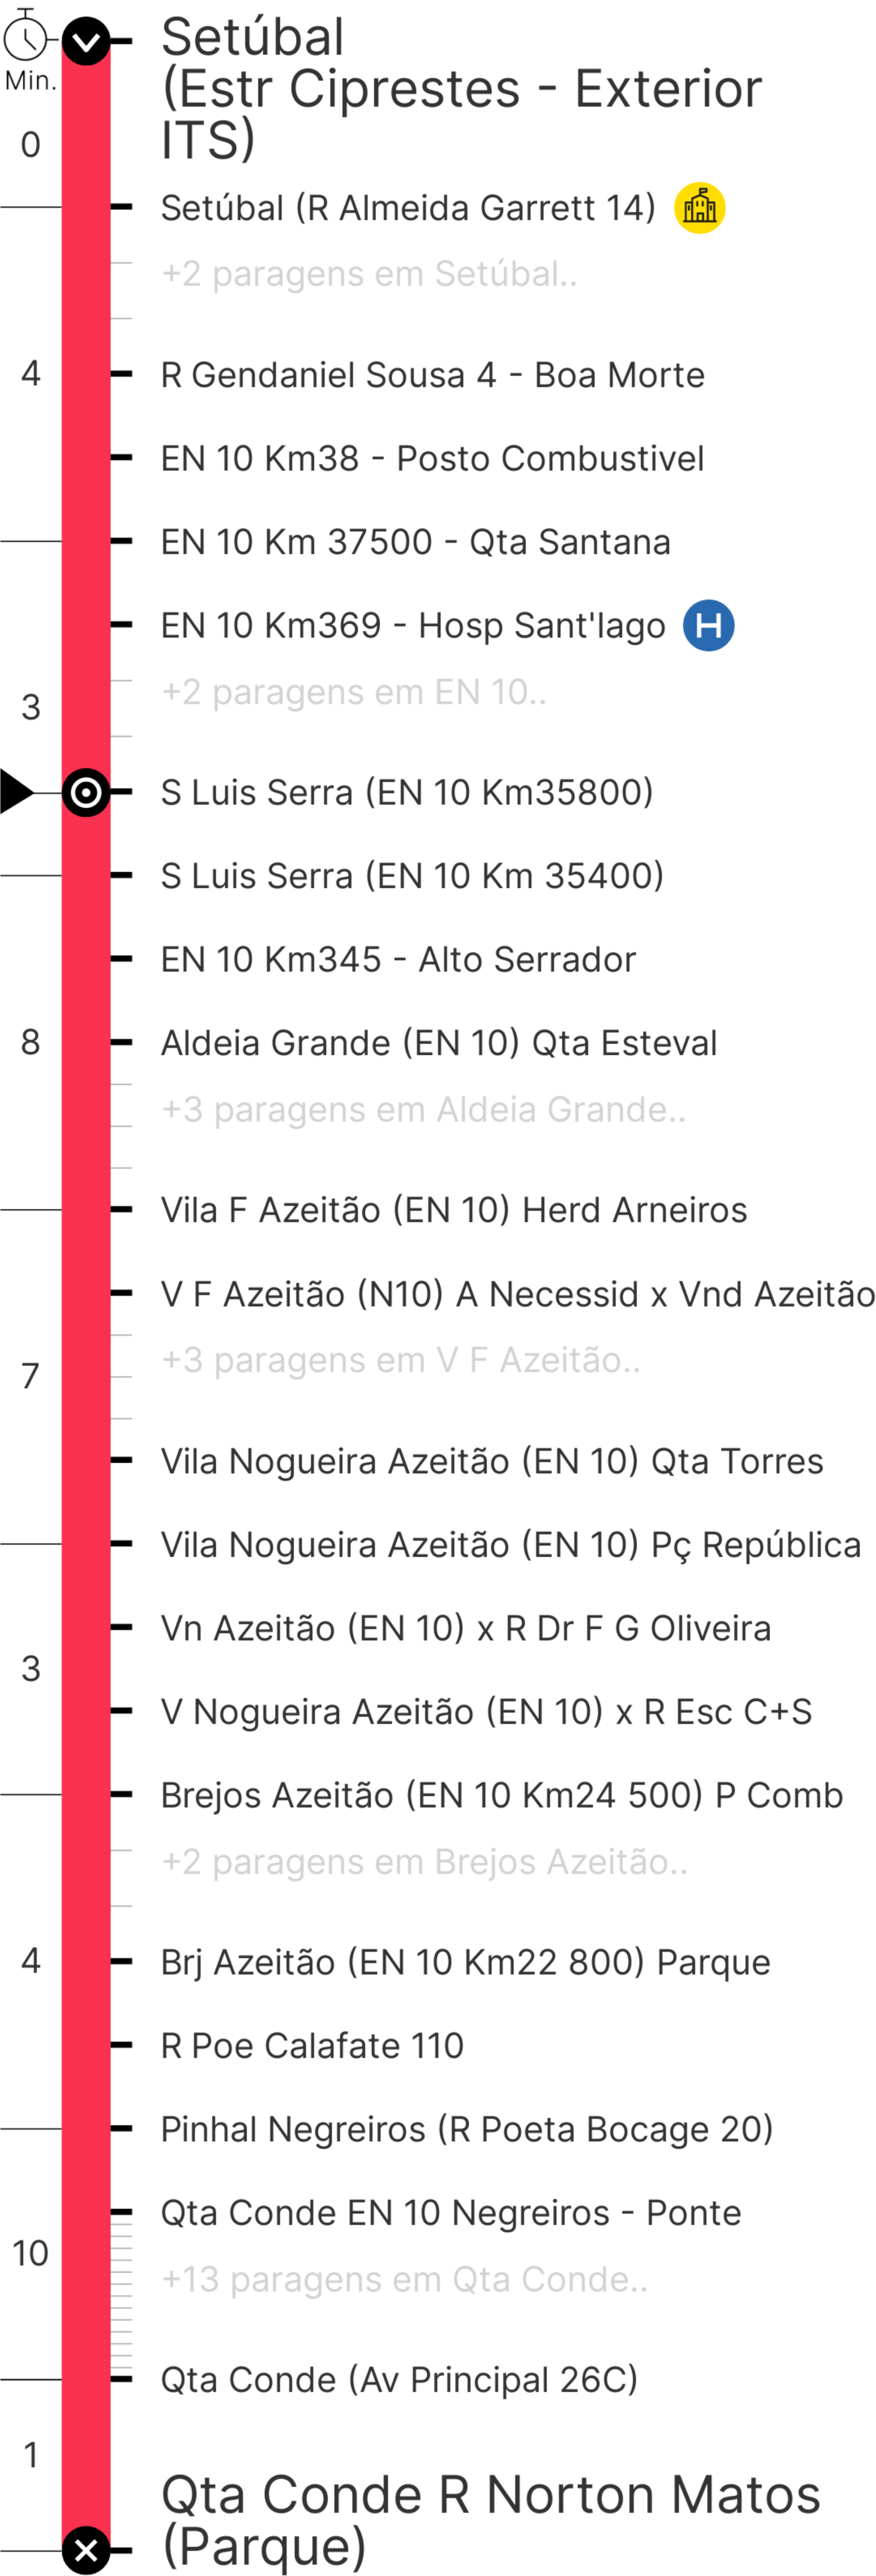 Setúbal
(Estr Ciprestes - Exterior
ITS)
Min.
0
Setúbal (R Almeida Garrett 14)
+2 paragens em Setúbal..
4
R Gendaniel Sousa 4 - Boa Morte
EN 10 Km38 - Posto Combustivel
EN 10 Km 37500 - Qta Santana
EN 10 Km369 - Hosp Sant'Iago H
+2 paragens em EN 10..
3
S Luis Serra (EN 10 Km35800)
S Luis Serra (EN 10 Km 35400)
EN 10 Km345 - Alto Serrador
8
Aldeia Grande (EN 10) Qta Esteval
+3 paragens em Aldeia Grande..
Vila F Azeitão (EN 10) Herd Arneiros
V F Azeitão (N10) A Necessid x Vnd Azeitão
+3 paragens em V F Azeitão..
7
Vila Nogueira Azeitão (EN 10) Qta Torres
Vila Nogueira Azeitão (EN 10) Pç República
Vn Azeitão (EN 10) x R Dr F G Oliveira
3
V Nogueira Azeitão (EN 10) x R Esc C+S
Brejos Azeitão (EN 10 Km24 500) P Comb
+2 paragens em Brejos Azeitão..
4
Brj Azeitão (EN 10 Km22 800) Parque
R Poe Calafate 110
Pinhal Negreiros (R Poeta Bocage 20)
Qta Conde EN 10 Negreiros - Ponte
10
+13 paragens em Qta Conde..
Qta Conde (Av Principal 26C)
1
Qta Conde R Norton Matos
(Parque)